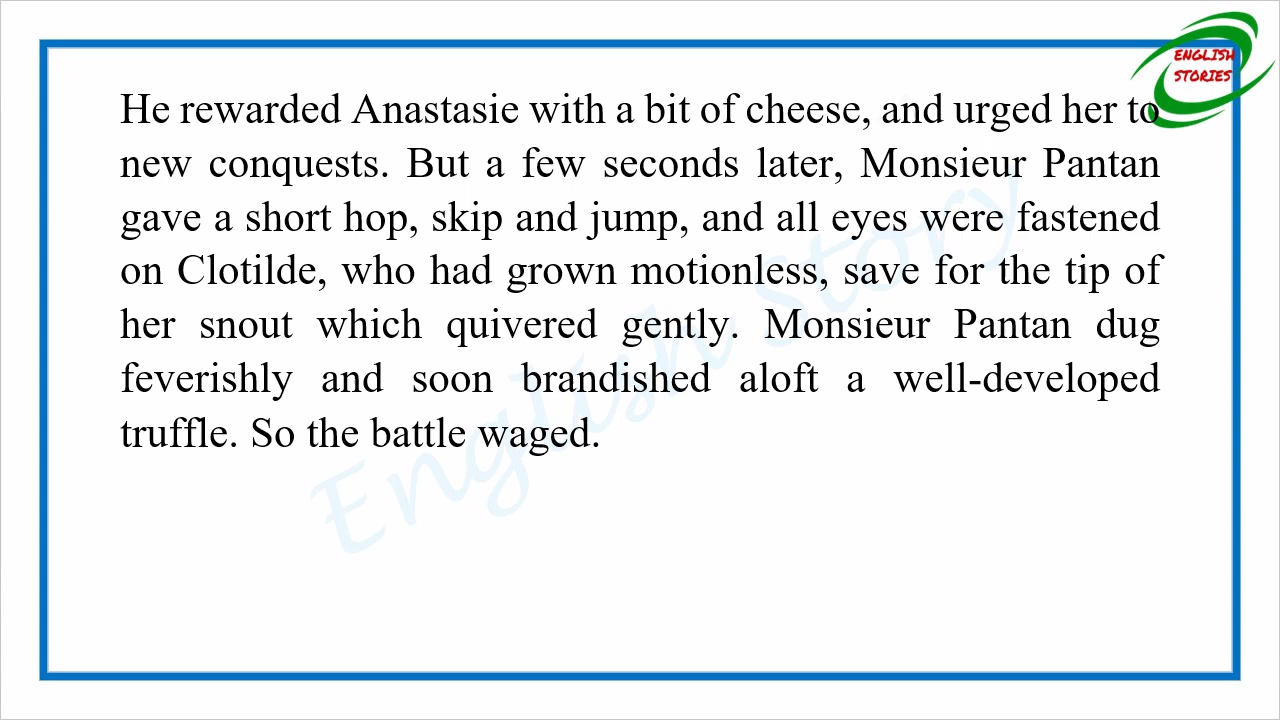 ENGLISH
STORIES
He rewarded Anastasie with a bit of cheese, and urged her to
new conquests. But a few seconds later, Monsieur Pantan
gave a short hop, skip and jump, and all eyes were fastened
on Clotilde, who had grown motionless, save for the tip of
her snout which quivered gently. Monsieur Pantan dug
feverishly and soon brandished aloft a well-developed
truffle. So the battle waged.
English Story